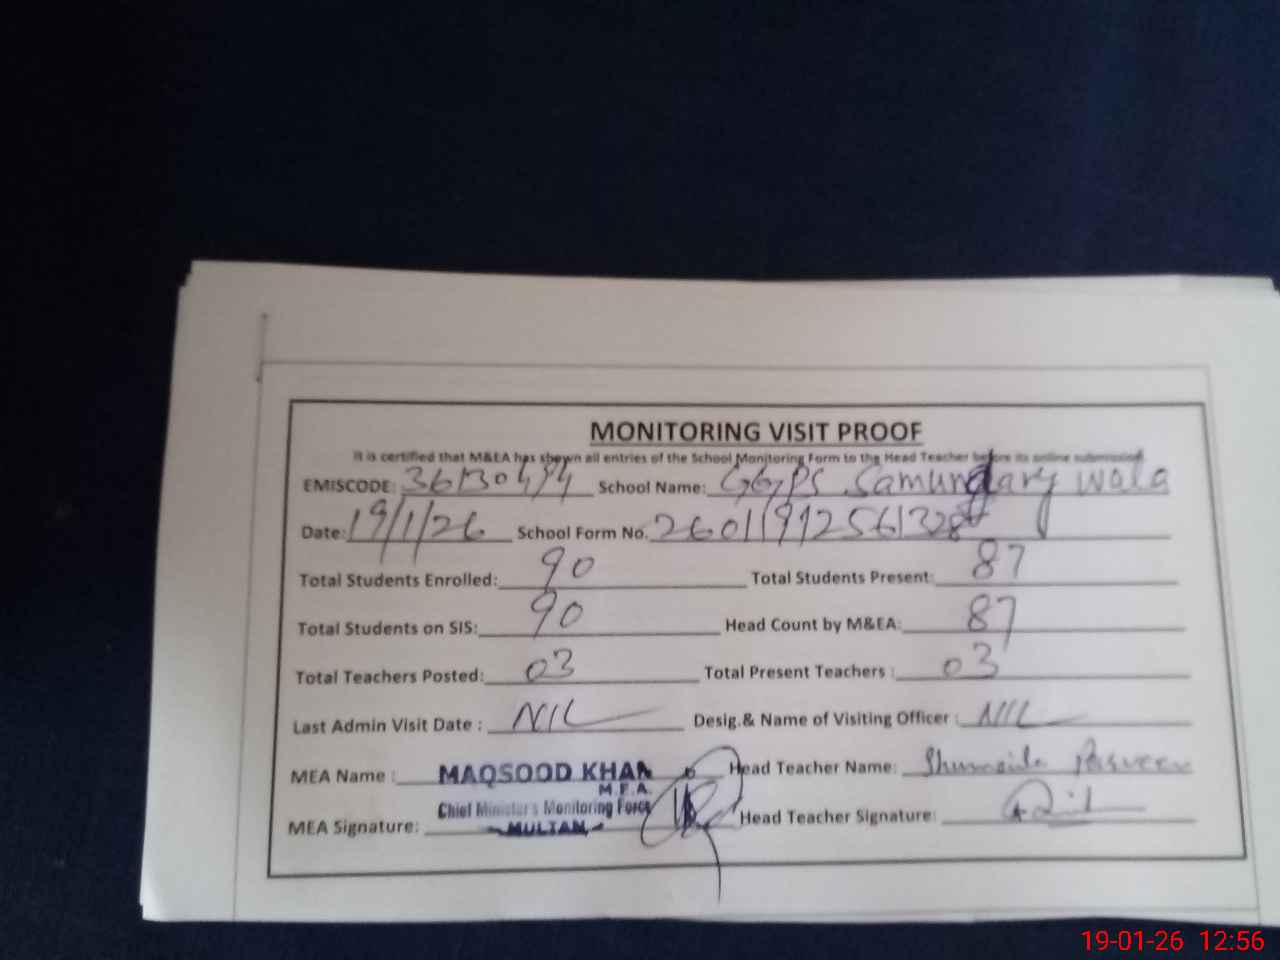 MONITORING VISIT PROOF
It is certified that M&EA has shown all entries of the School Monitoring Form to the Head Teacher before its online submission
EMISCODE: School Name: GGPS Samundary wala
Date: 19/1/26 School Form No. 260119125613284
Total Students Enrolled: 90 Total Students Present: 87
Total Students on SIS: 90 Head Count by M&EA: 87
Total Teachers Posted: 03 Total Present Teachers : 03
Last Admin Visit Date : NIL Desig.& Name of Visiting Officer : NIL
MEA Name : MAQSOOD KHAN Head Teacher Name: Shumaila Parveen
M.E.A.
Chief Minister's Monitoring Force
MEA Signature: MULTAN Head Teacher Signature:
19-01-26 12:56